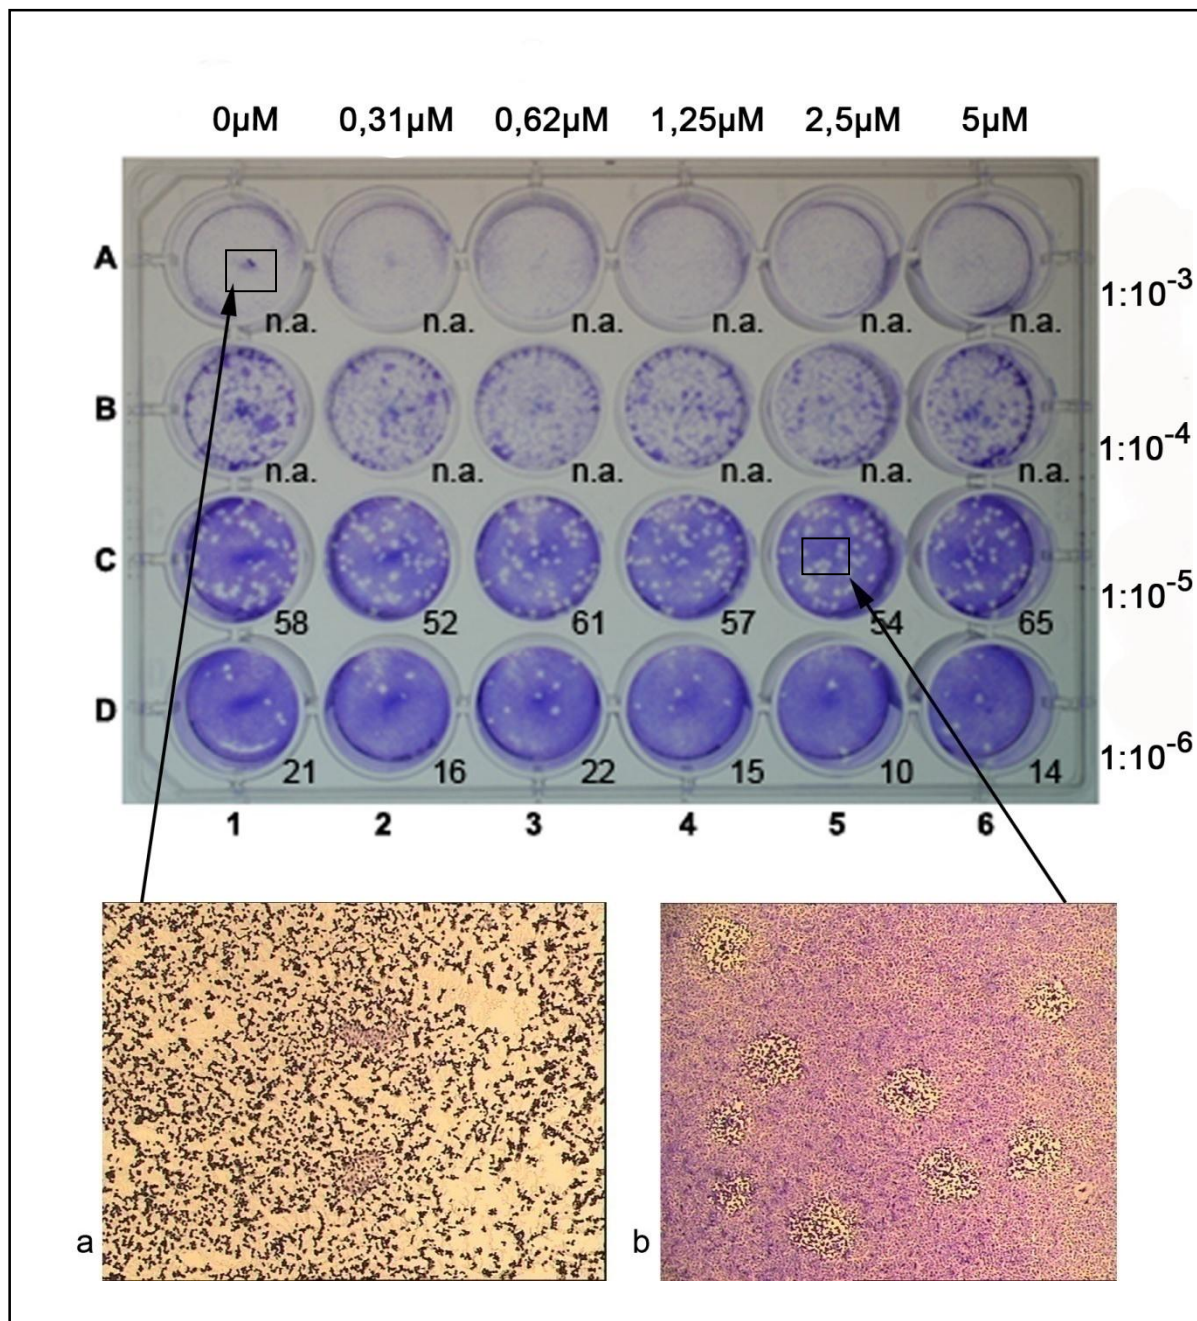 0µM 0,31µM 0,62µM 1,25µM 2,5µM 5µM
A
1:10⁻³
n.a. n.a. n.a. n.a. n.a. n.a.
B
1:10⁻⁴
n.a. n.a. n.a. n.a. n.a. n.a.
C
1:10⁻⁵
58 52 61 57 54 65
D
1:10⁻⁶
21 16 22 15 10 14
1 2 3 4 5 6
a b